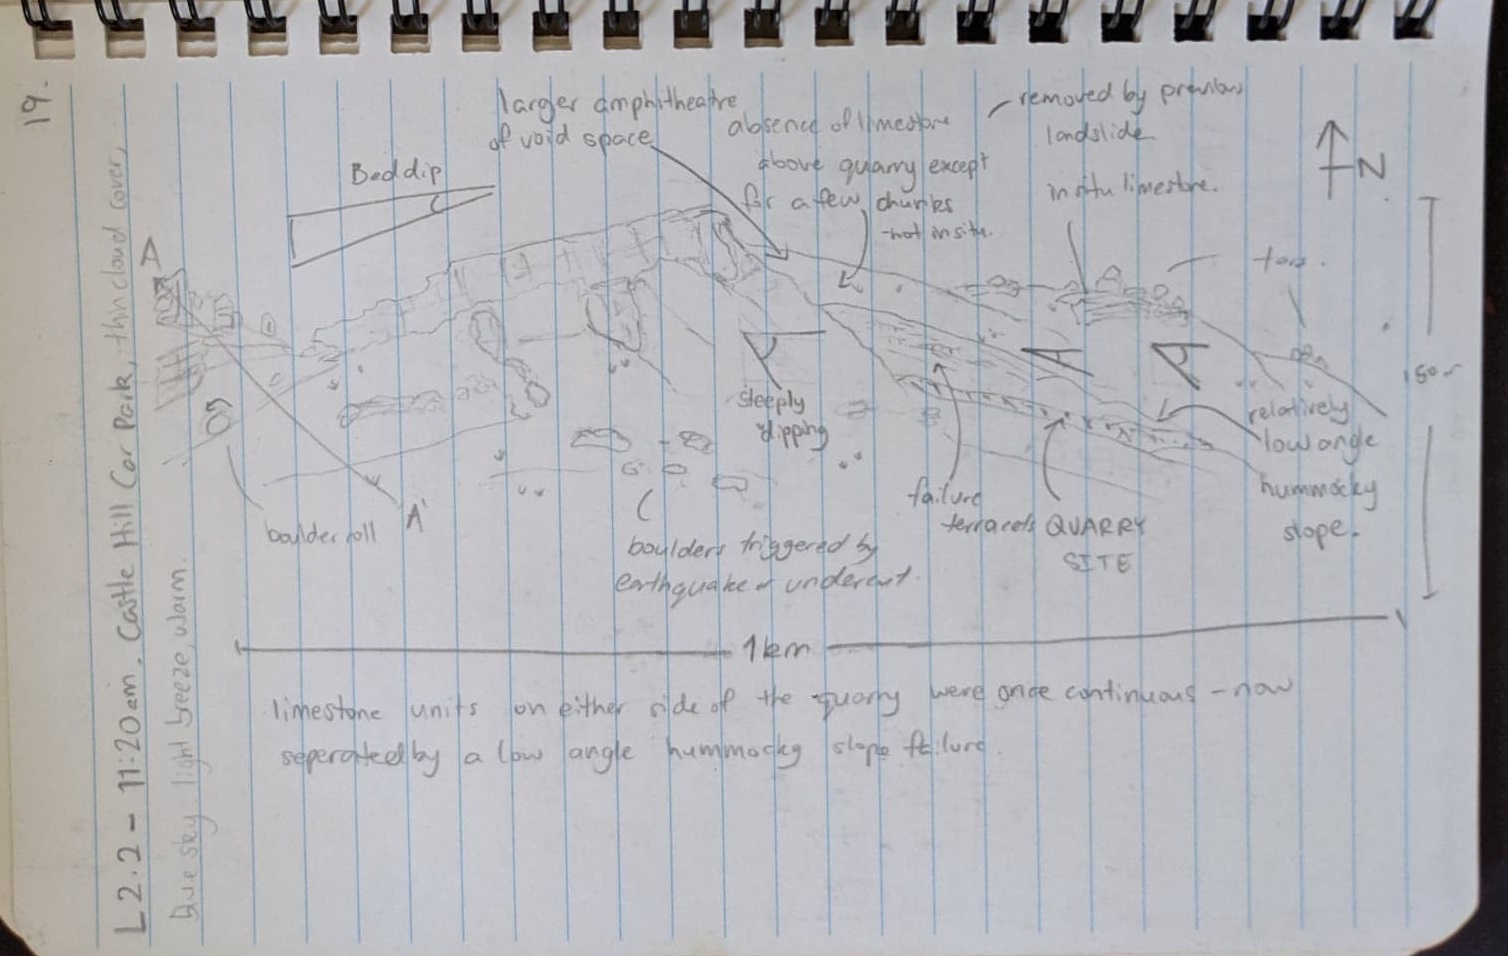 19.
L2.2 - 11:20am. Castle Hill Car Park, thin cloud cover,
blue sky, light breeze, warm.
larger amphitheatre
of void space
absence of limestone
above quarry except
for a few chunks
- not in situ.
removed by previous
landslide
in situ limestone.
N
Bed dip
A
tors.
150m
steeply
dipping
relatively
low angle
hummocky
slope.
failure
terracets
QUARRY
SITE
boulder roll
A'
boulders triggered by
earthquake or undercut.
1km
limestone units on either side of the quarry were once continuous - now
seperated by a low angle hummocky slope failure.